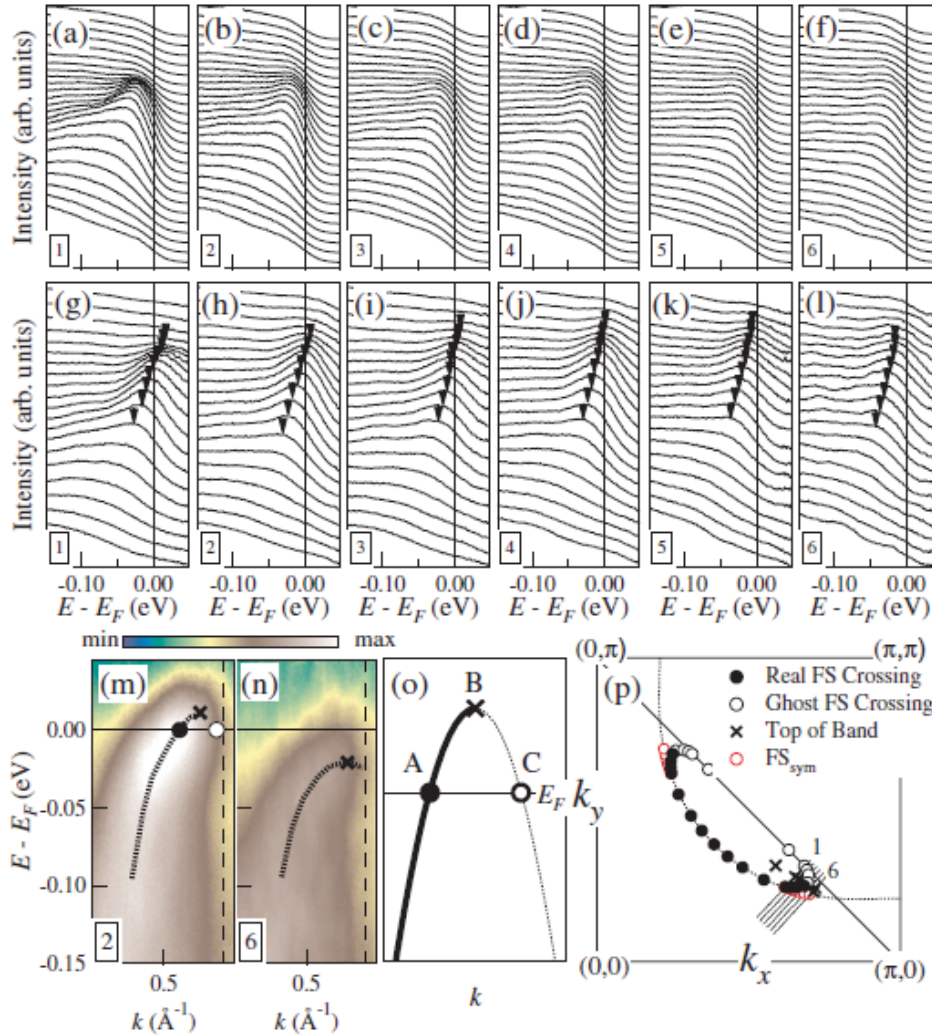 (a) (b) (c) (d) (e) (f)
Intensity (arb. units)
1 2 3 4 5 6
(g) (h) (i) (j) (k) (l)
Intensity (arb. units)
1 2 3 4 5 6
-0.10 0.00 -0.10 0.00 -0.10 0.00 -0.10 0.00 -0.10 0.00 -0.10 0.00
E - E_F (eV) E - E_F (eV) E - E_F (eV) E - E_F (eV) E - E_F (eV) E - E_F (eV)
min max
(m) (n) (o) (p)
0.00
-0.05
-0.10
-0.15
E - E_F (eV)
2 6
0.5 0.5
k (Å⁻¹) k (Å⁻¹)
B
A C
E_F
k
(0,π) (π,π)
Real FS Crossing
Ghost FS Crossing
Top of Band
FS_sym
k_y
1
6
(0,0) k_x (π,0)